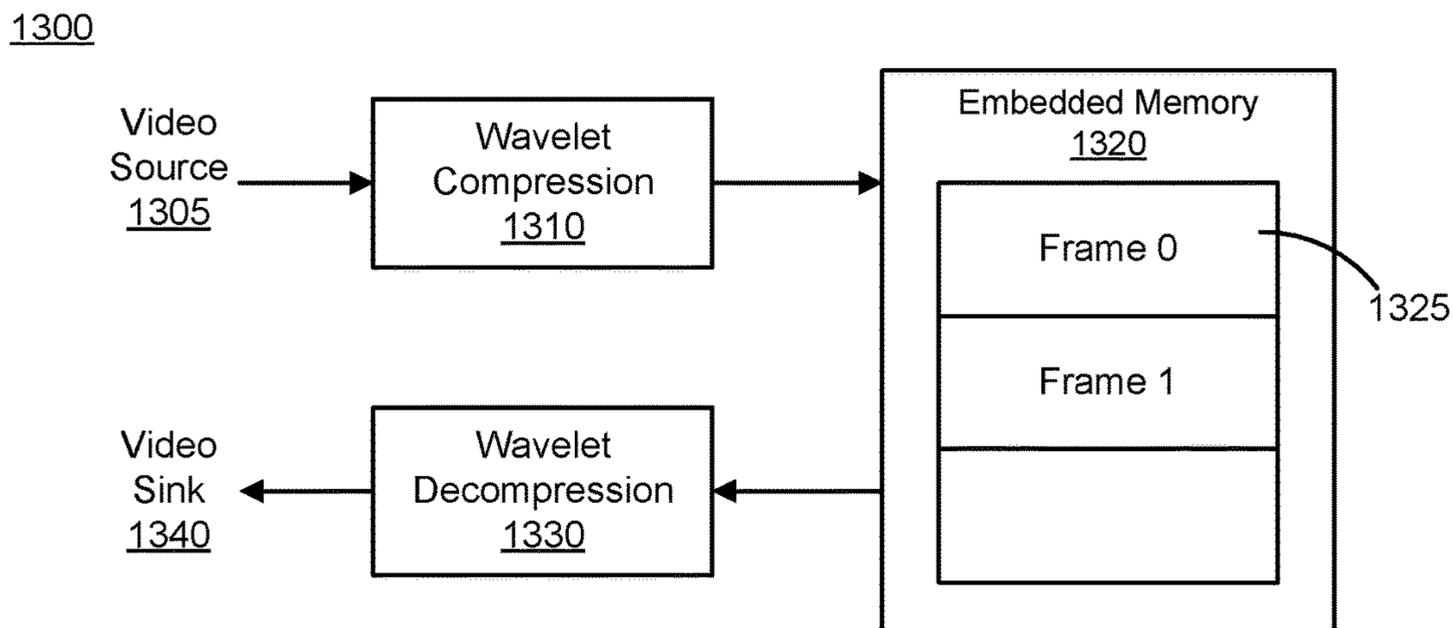 1300
Video
Source
1305
Wavelet
Compression
1310
Embedded Memory
1320
Frame 0
1325
Frame 1
Video
Sink
1340
Wavelet
Decompression
1330